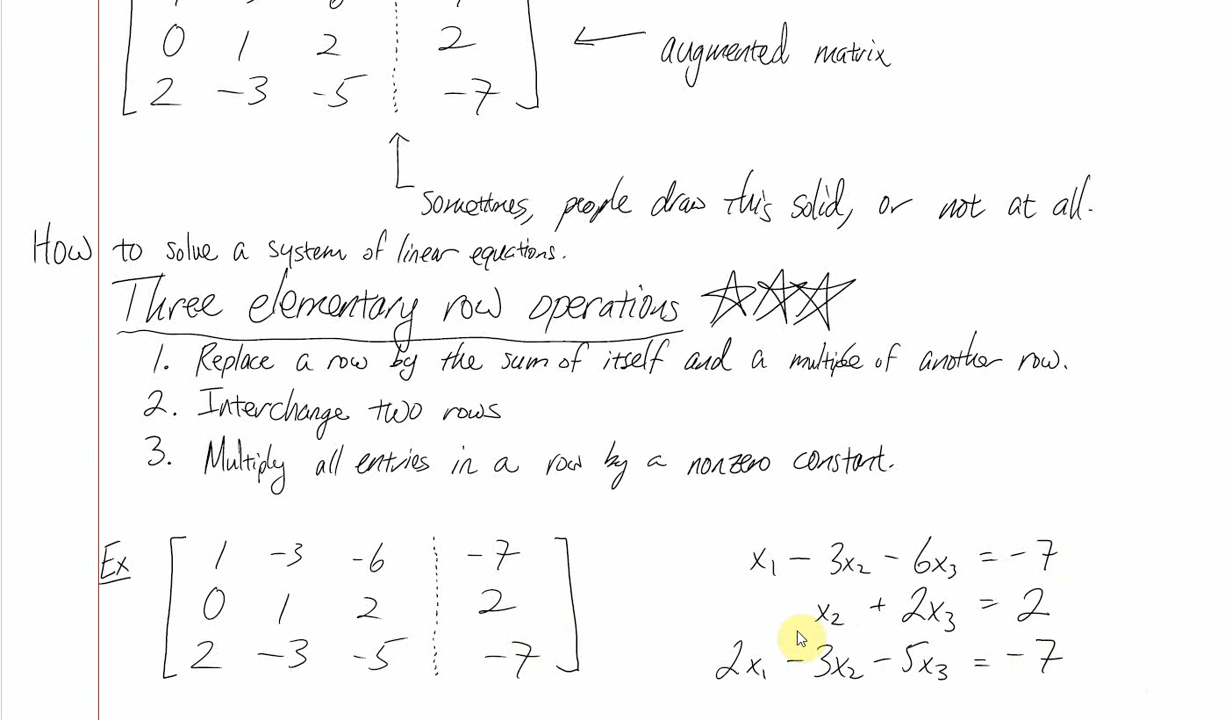 0 1 2 2
← augmented matrix
2 -3 -5 -7
sometimes, people draw this solid, or not at all.
How to solve a system of linear equations.
Three elementary row operations
1. Replace a row by the sum of itself and a multiple of another row.
2. Interchange two rows
3. Multiply all entries in a row by a nonzero constant.
Ex 1 -3 -6 -7
0 1 2 2
2 -3 -5 -7
x₁ - 3x₂ - 6x₃ = -7
x₂ + 2x₃ = 2
2x₁ - 3x₂ - 5x₃ = -7